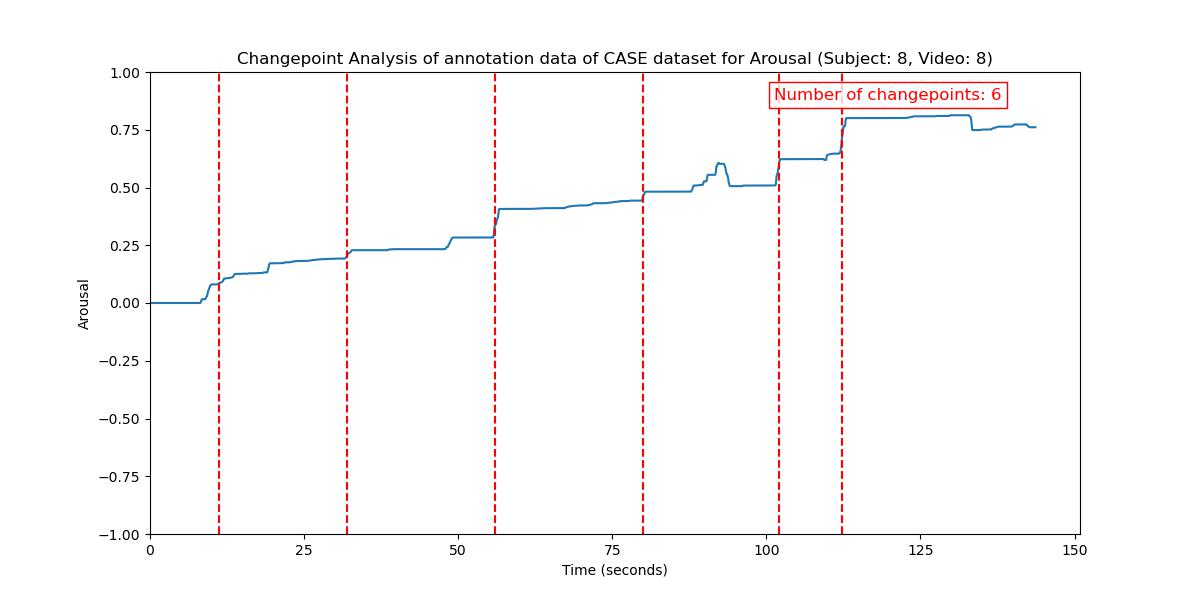 Changepoint Analysis of annotation data of CASE dataset for Arousal (Subject: 8, Video: 8)
Number of changepoints: 6
1.00
0.75
0.50
0.25
0.00
−0.25
−0.50
−0.75
−1.00
Arousal
0 25 50 75 100 125 150
Time (seconds)